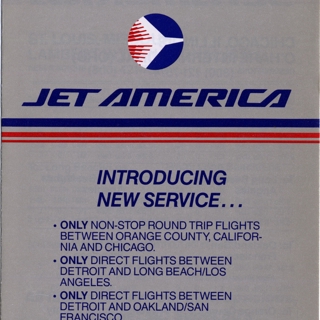 JET AMERICA
INTRODUCING
NEW SERVICE...
• ONLY NON-STOP ROUND TRIP FLIGHTS
BETWEEN ORANGE COUNTY, CALIFOR-
NIA AND CHICAGO.
• ONLY DIRECT FLIGHTS BETWEEN
DETROIT AND LONG BEACH/LOS
ANGELES.
• ONLY DIRECT FLIGHTS BETWEEN
DETROIT AND OAKLAND/SAN
FRANCISCO